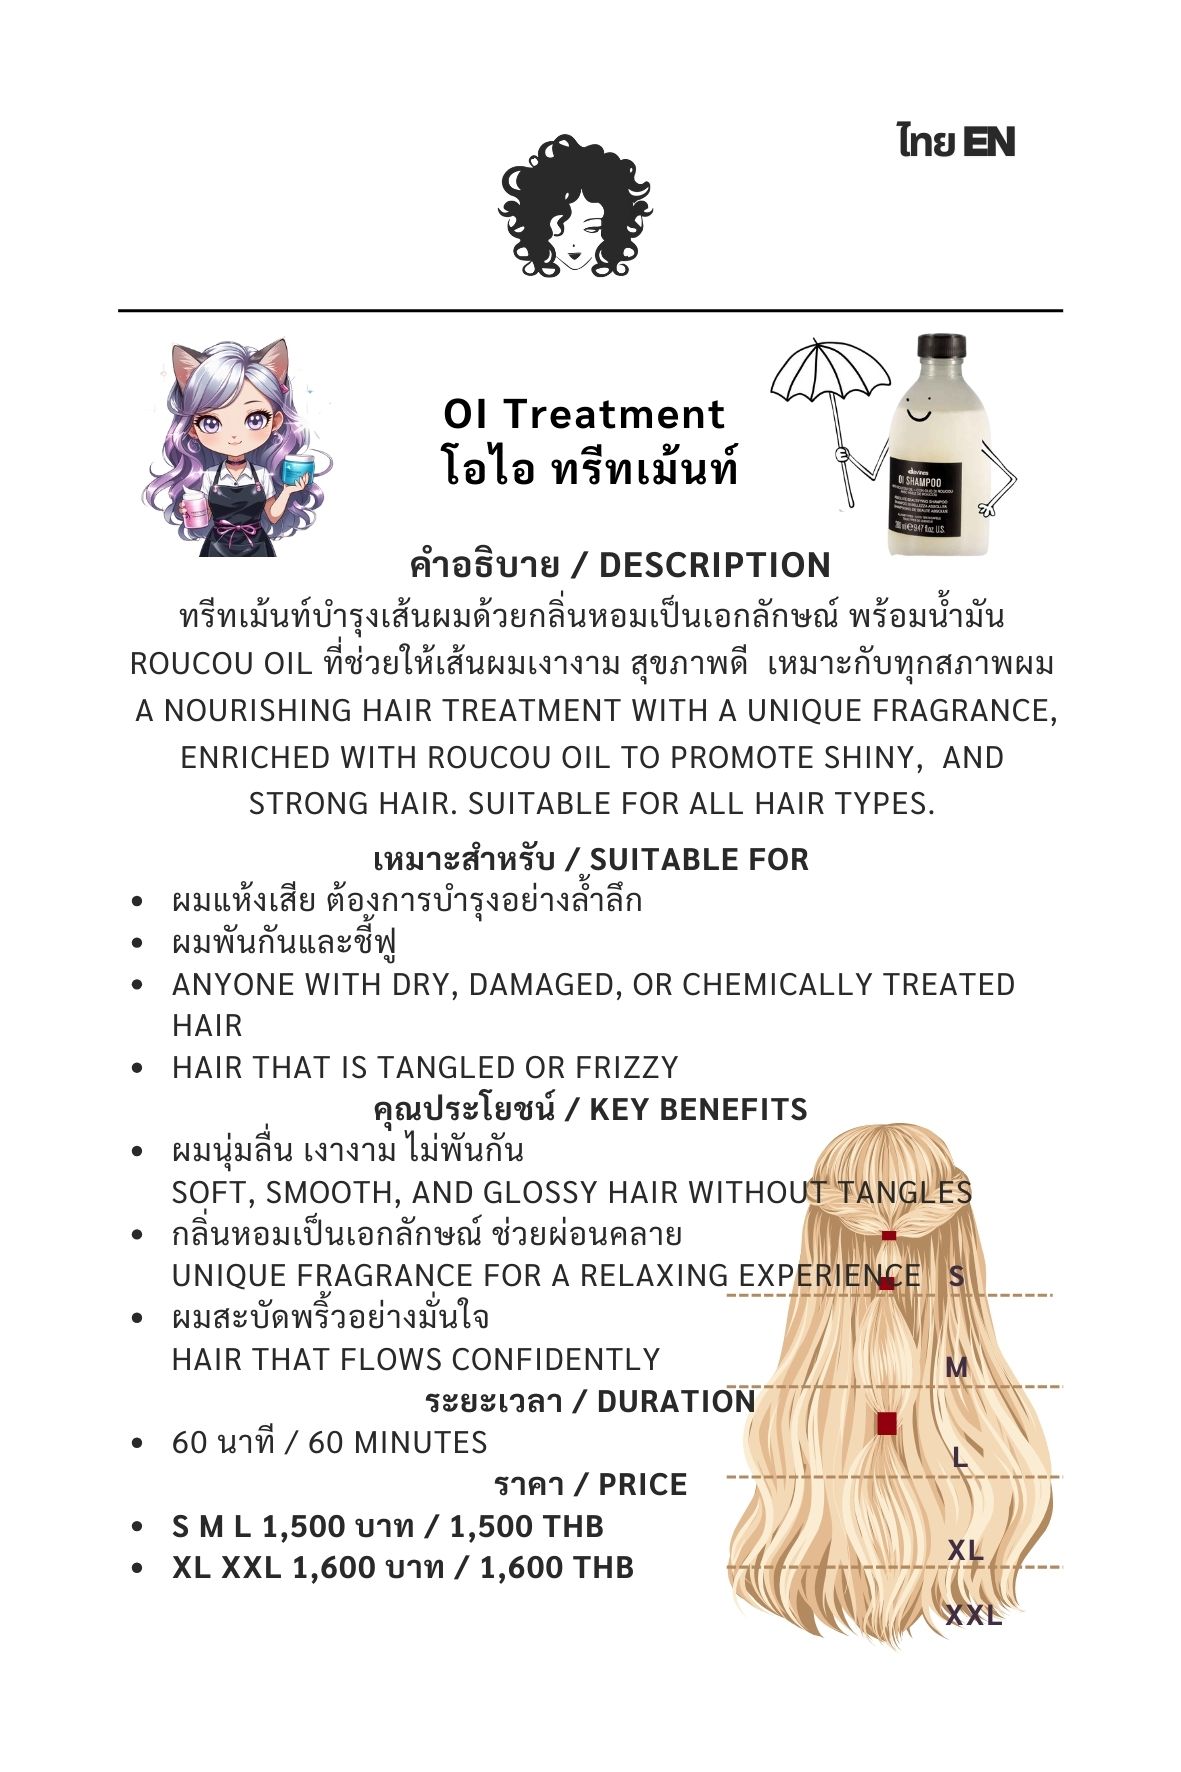 ไทย EN
OI Treatment
โอไอ ทรีทเม้นท์
davines
OI SHAMPOO
280 ml ℮ 9.47 fl.oz U.S.
คำอธิบาย / DESCRIPTION
ทรีทเม้นท์บำรุงเส้นผมด้วยกลิ่นหอมเป็นเอกลักษณ์ พร้อมน้ำมัน
ROUCOU OIL ที่ช่วยให้เส้นผมเงางาม สุขภาพดี เหมาะกับทุกสภาพผม
A NOURISHING HAIR TREATMENT WITH A UNIQUE FRAGRANCE,
ENRICHED WITH ROUCOU OIL TO PROMOTE SHINY, AND
STRONG HAIR. SUITABLE FOR ALL HAIR TYPES.
เหมาะสำหรับ / SUITABLE FOR
• ผมแห้งเสีย ต้องการบำรุงอย่างล้ำลึก
• ผมพันกันและชี้ฟู
• ANYONE WITH DRY, DAMAGED, OR CHEMICALLY TREATED
HAIR
• HAIR THAT IS TANGLED OR FRIZZY
คุณประโยชน์ / KEY BENEFITS
• ผมนุ่มลื่น เงางาม ไม่พันกัน
SOFT, SMOOTH, AND GLOSSY HAIR WITHOUT TANGLES
• กลิ่นหอมเป็นเอกลักษณ์ ช่วยผ่อนคลาย
UNIQUE FRAGRANCE FOR A RELAXING EXPERIENCE
S
• ผมสะบัดพริ้วอย่างมั่นใจ
HAIR THAT FLOWS CONFIDENTLY
M
ระยะเวลา / DURATION
• 60 นาที / 60 MINUTES
L
ราคา / PRICE
• S M L 1,500 บาท / 1,500 THB
XL
• XL XXL 1,600 บาท / 1,600 THB
XXL